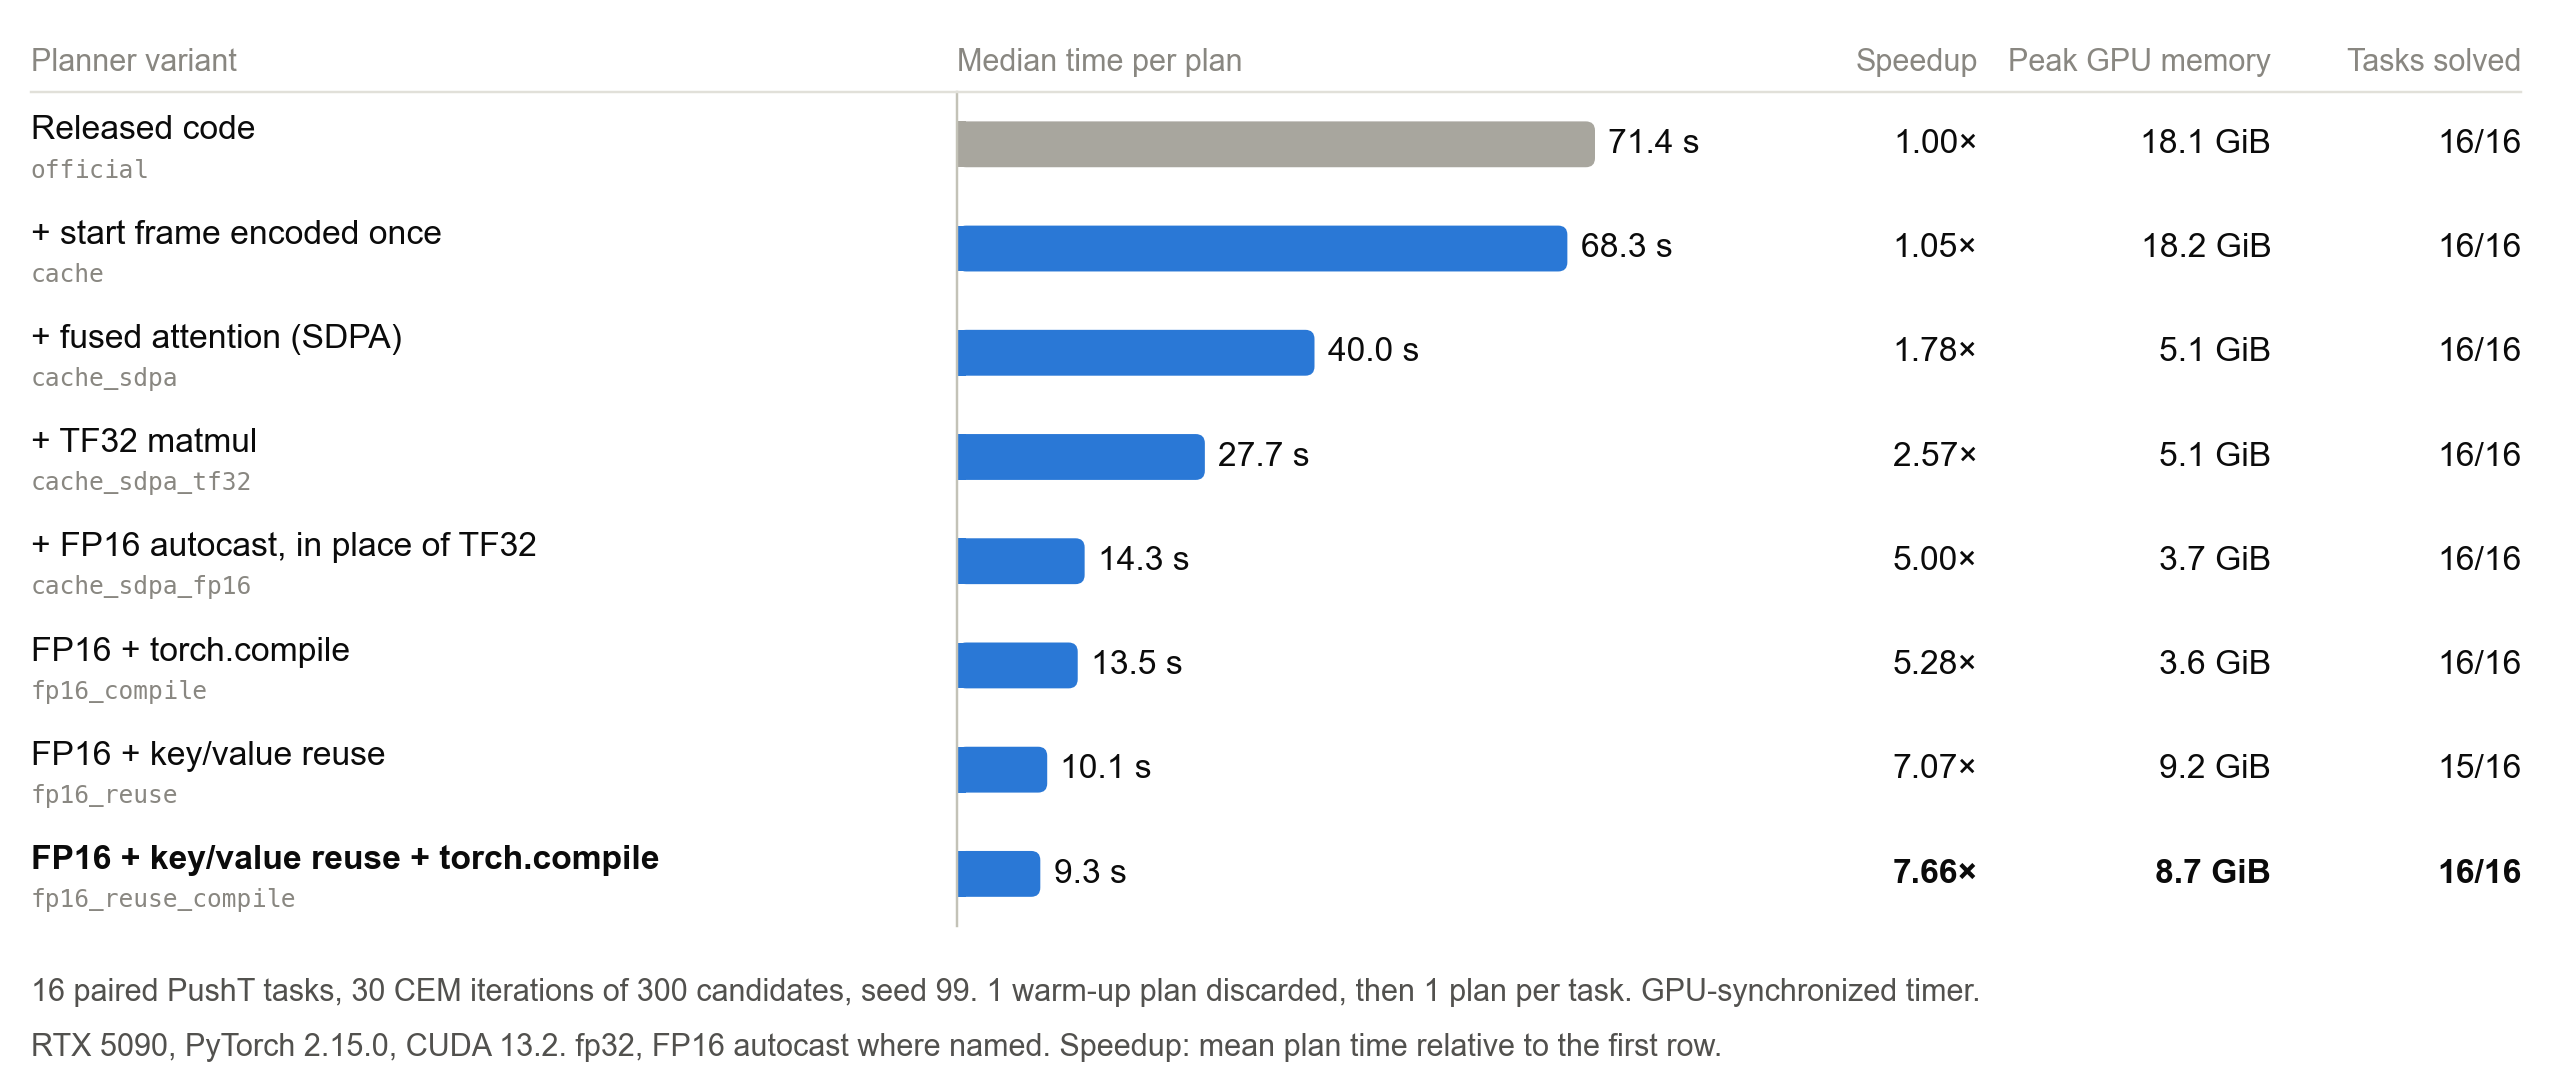 Planner variant Median time per plan Speedup Peak GPU memory Tasks solved
Released code
official
71.4 s 1.00× 18.1 GiB 16/16
+ start frame encoded once
cache
68.3 s 1.05× 18.2 GiB 16/16
+ fused attention (SDPA)
cache_sdpa
40.0 s 1.78× 5.1 GiB 16/16
+ TF32 matmul
cache_sdpa_tf32
27.7 s 2.57× 5.1 GiB 16/16
+ FP16 autocast, in place of TF32
cache_sdpa_fp16
14.3 s 5.00× 3.7 GiB 16/16
FP16 + torch.compile
fp16_compile
13.5 s 5.28× 3.6 GiB 16/16
FP16 + key/value reuse
fp16_reuse
10.1 s 7.07× 9.2 GiB 15/16
FP16 + key/value reuse + torch.compile
fp16_reuse_compile
9.3 s 7.66× 8.7 GiB 16/16
16 paired PushT tasks, 30 CEM iterations of 300 candidates, seed 99. 1 warm-up plan discarded, then 1 plan per task. GPU-synchronized timer.
RTX 5090, PyTorch 2.15.0, CUDA 13.2. fp32, FP16 autocast where named. Speedup: mean plan time relative to the first row.